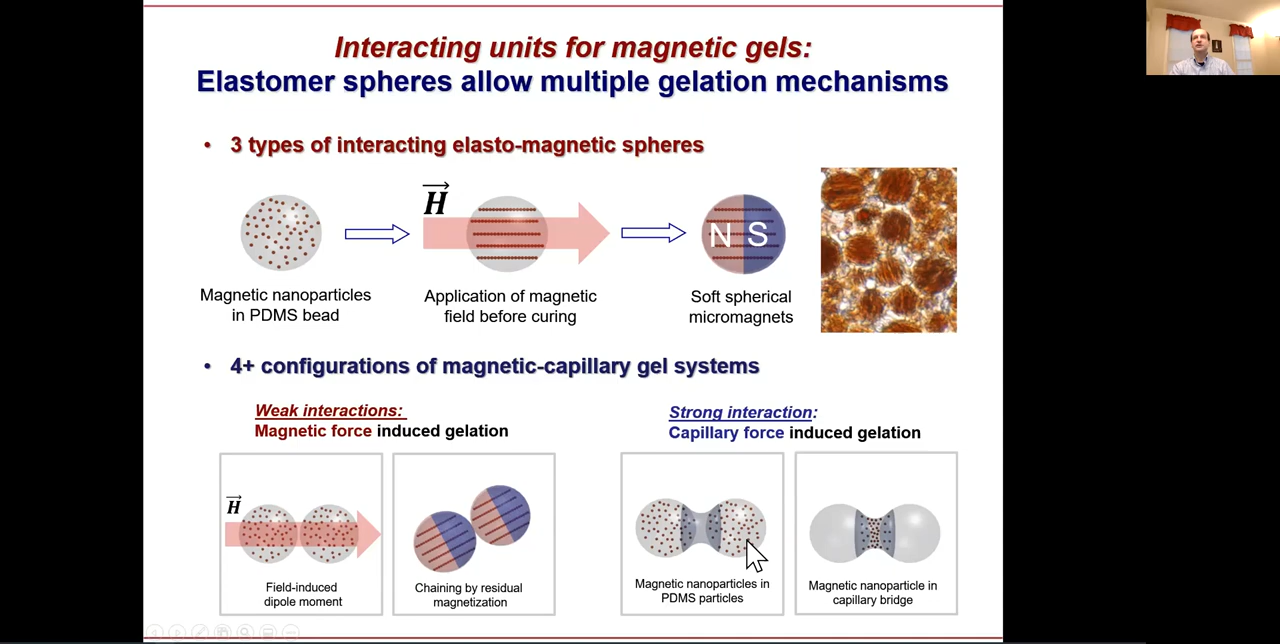 Interacting units for magnetic gels:
Elastomer spheres allow multiple gelation mechanisms
• 3 types of interacting elasto-magnetic spheres
H
N S
Magnetic nanoparticles
in PDMS bead
Application of magnetic
field before curing
Soft spherical
micromagnets
• 4+ configurations of magnetic-capillary gel systems
Weak interactions:
Magnetic force induced gelation
Strong interaction:
Capillary force induced gelation
H
Field-induced
dipole moment
Chaining by residual
magnetization
Magnetic nanoparticles in
PDMS particles
Magnetic nanoparticle in
capillary bridge